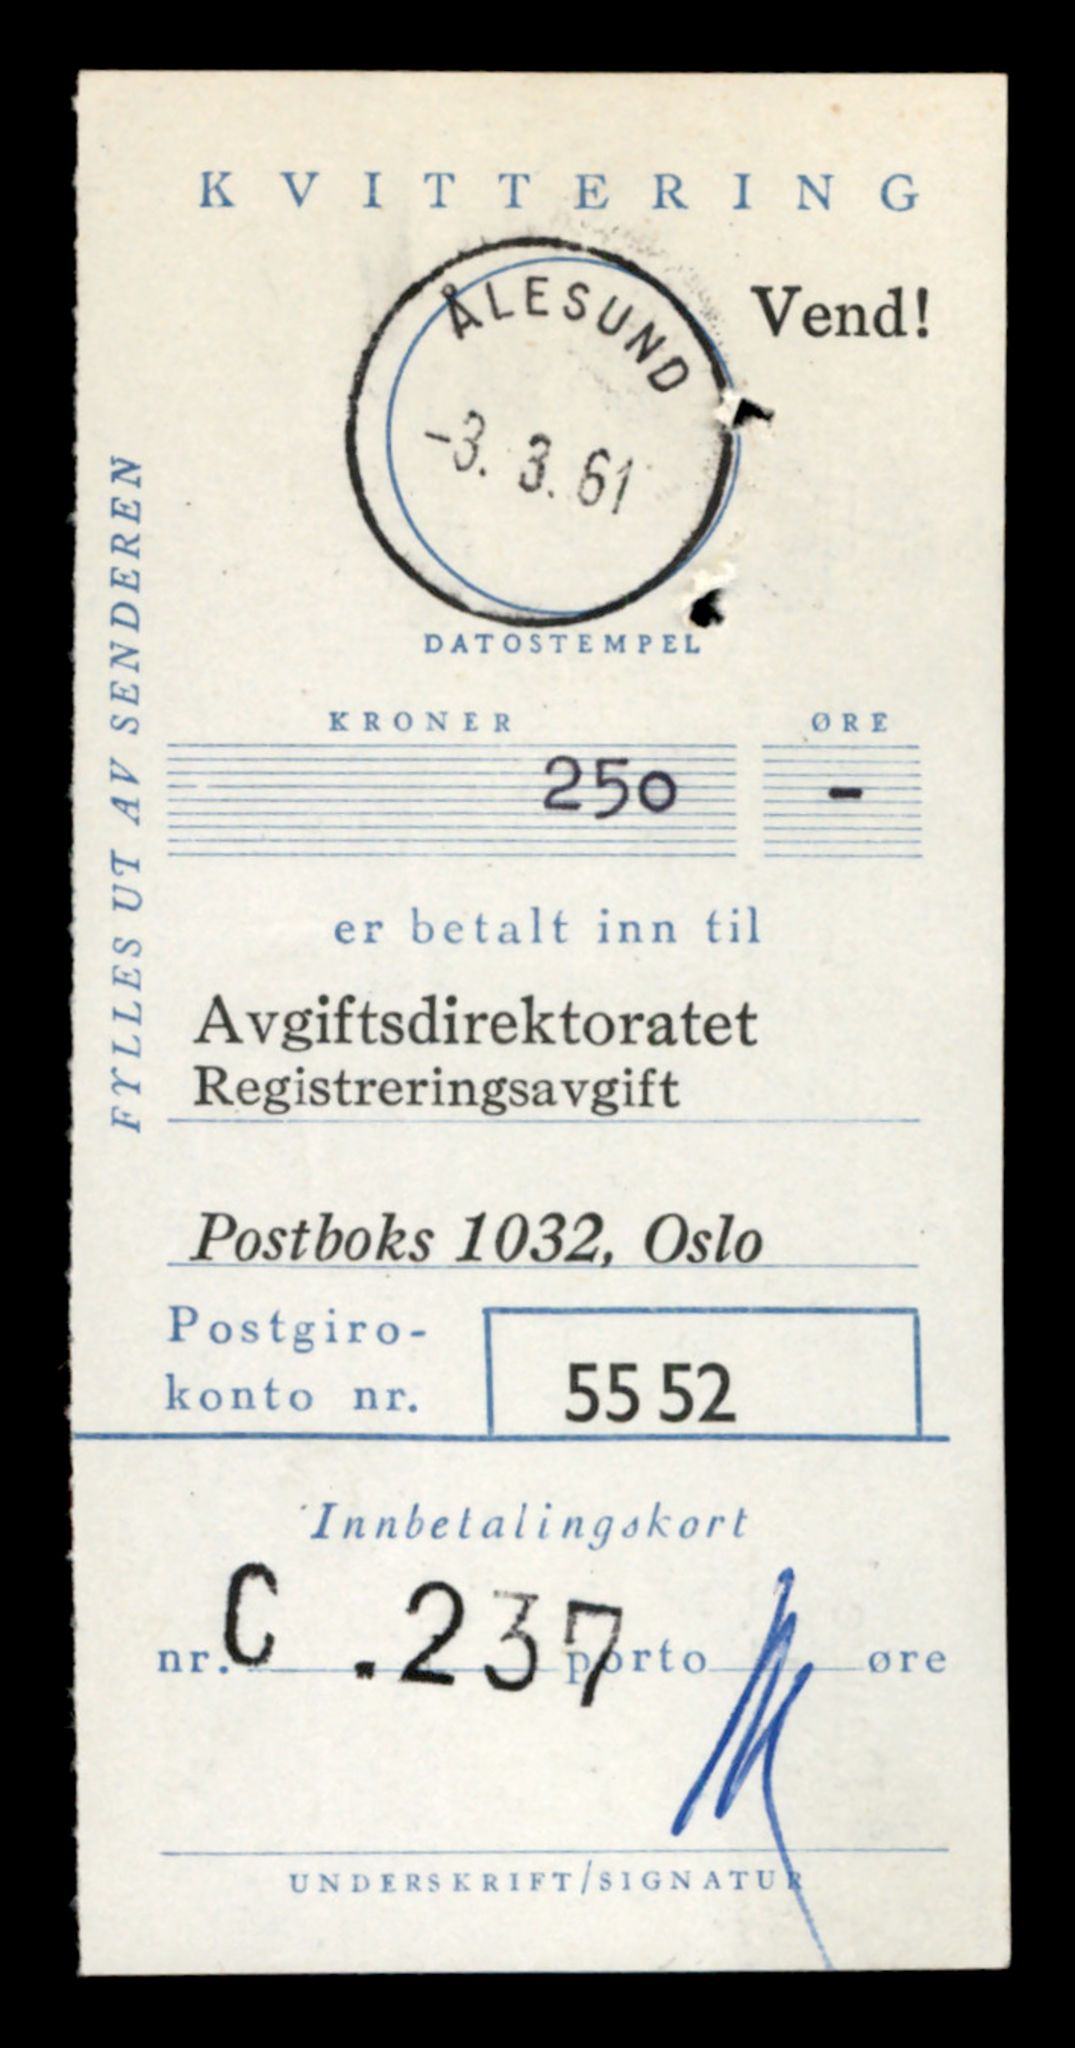 KVITTERING
Vend!
ÅLESUND
-3. 3. 61
DATOSTEMPEL
FYLLES UT AV SENDEREN
KRONER ØRE
250 -
er betalt inn til
Avgiftsdirektoratet
Registreringsavgift
Postboks 1032, Oslo
Postgiro-
konto nr. 55 52
Innbetalingskort
nr. C .237 porto øre
UNDERSKRIFT/SIGNATUR